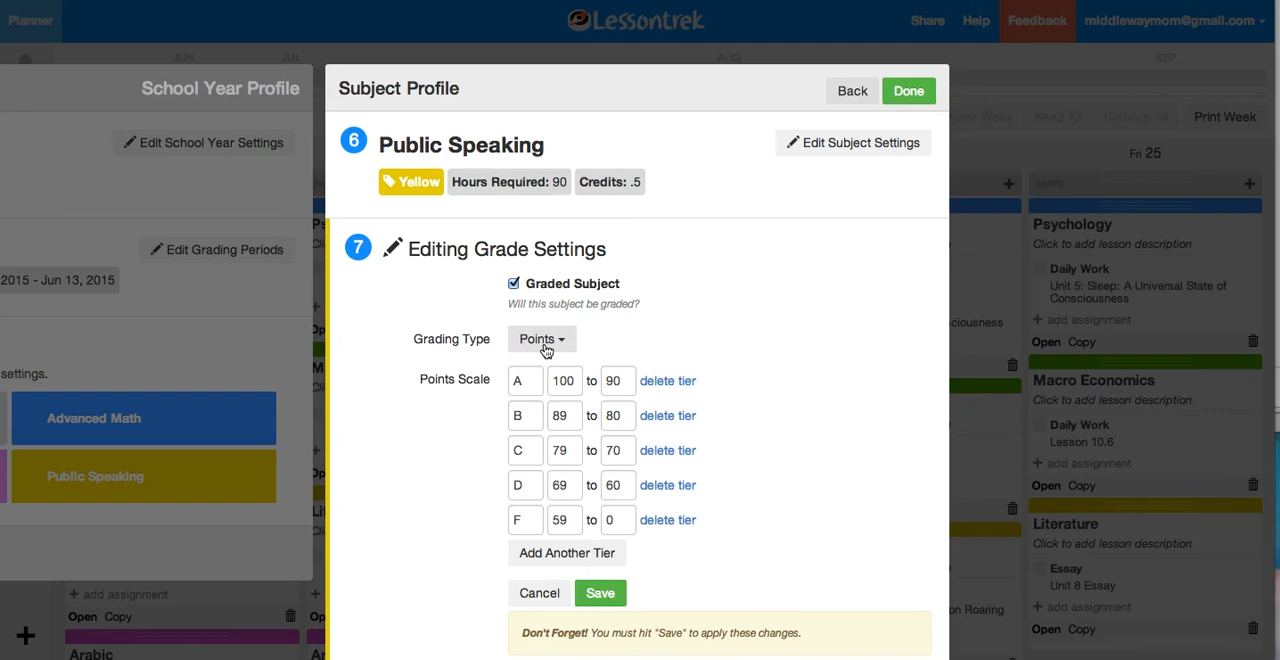 Planner
Lessontrek
Share Help Feedback middlewaymom@gmail.com
JUN JUL AUG SEP
School Year Profile
Edit School Year Settings
Edit Grading Periods
2015 - Jun 13, 2015
settings.
Advanced Math
Public Speaking
+ add assignment
Open Copy
Arabic
Subject Profile
Back Done
6 Public Speaking
Edit Subject Settings
Yellow Hours Required: 90 Credits: .5
7 Editing Grade Settings
Graded Subject
Will this subject be graded?
Grading Type Points
Points Scale A 100 to 90 delete tier
B 89 to 80 delete tier
C 79 to 70 delete tier
D 69 to 60 delete tier
F 59 to 0 delete tier
Add Another Tier
Cancel Save
Don't Forget! You must hit "Save" to apply these changes.
Keep All Remove All Print Week
Fri 25
Psychology
Click to add lesson description
Daily Work
Unit 5: Sleep: A Universal State of
Consciousness
+ add assignment
Open Copy
Macro Economics
Click to add lesson description
Daily Work
Lesson 10.6
+ add assignment
Open Copy
Literature
Click to add lesson description
Essay
Unit 8 Essay
+ add assignment
Open Copy